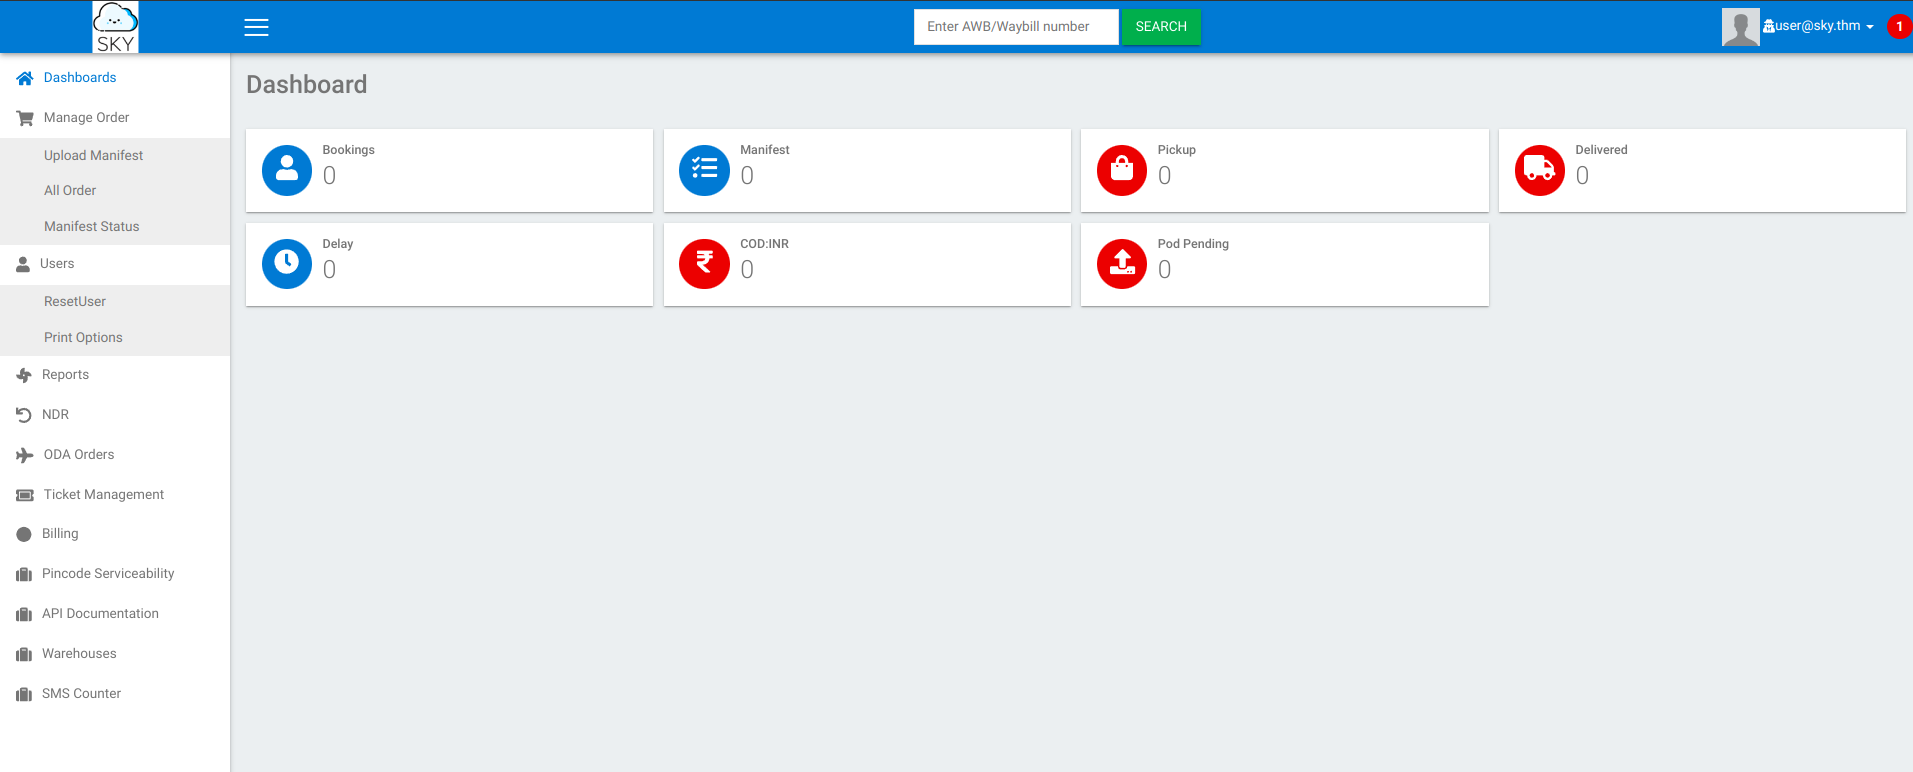 SKY
Enter AWB/Waybill number
SEARCH
user@sky.thm
1
Dashboards
Manage Order
Upload Manifest
All Order
Manifest Status
Users
ResetUser
Print Options
Reports
NDR
ODA Orders
Ticket Management
Billing
Pincode Serviceability
API Documentation
Warehouses
SMS Counter
Dashboard
Bookings
0
Manifest
0
Pickup
0
Delivered
0
Delay
0
COD:INR
0
Pod Pending
0